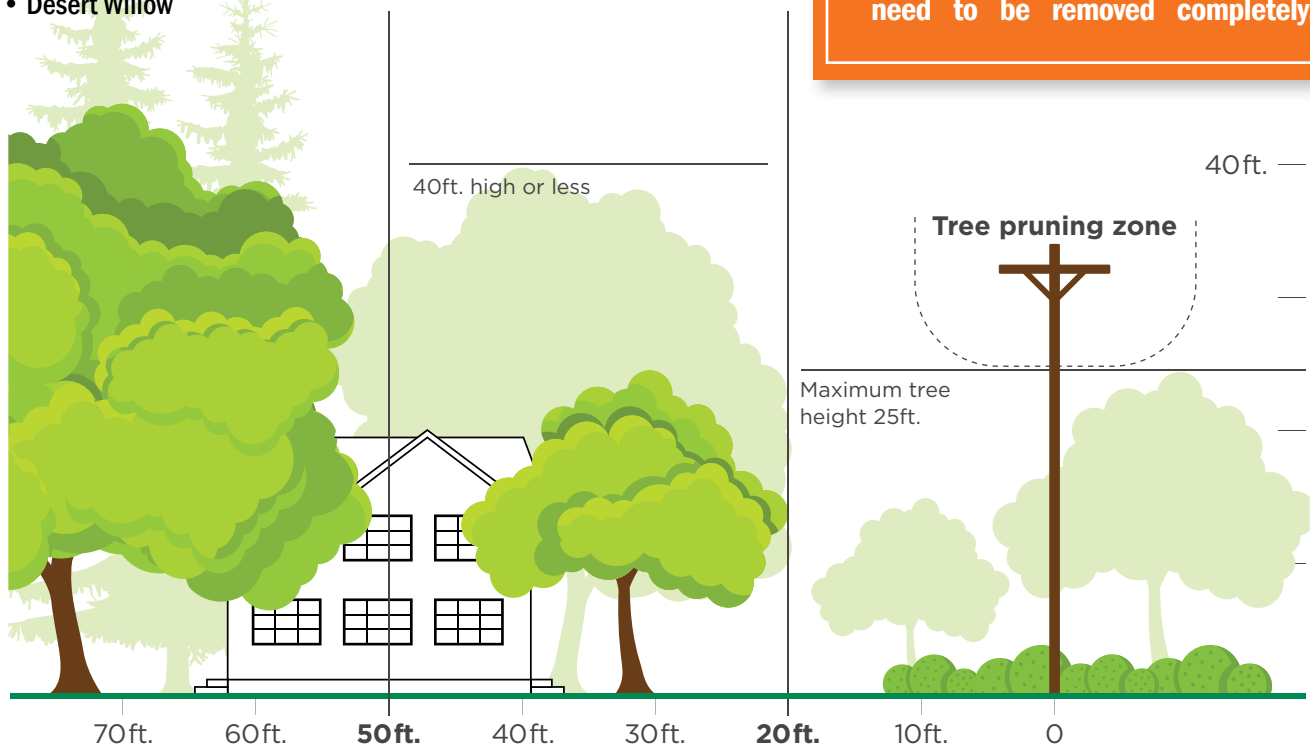 • Desert Willow
need to be removed completely
40ft.
40ft. high or less
Tree pruning zone
Maximum tree
height 25ft.
70ft.
60ft.
50ft.
40ft.
30ft.
20ft.
10ft.
0